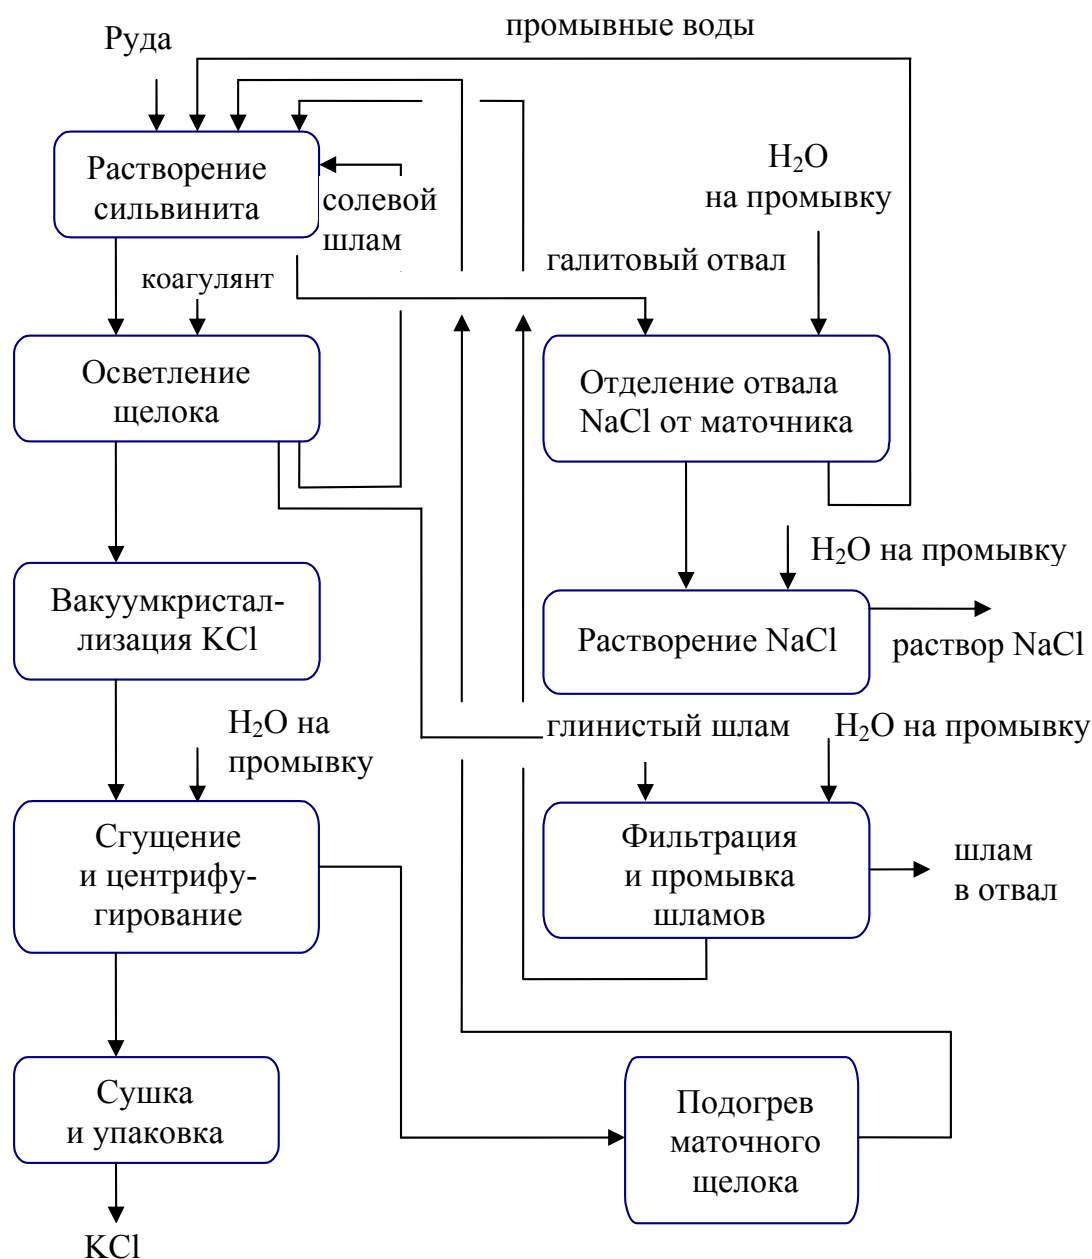 промывные воды
Руда
Растворение
сильвинита
солевой
шлам
H₂O
на промывку
коагулянт
галитовый отвал
Осветление
щелока
Отделение отвала
NaCl от маточника
H₂O на промывку
Вакуумкристал-
лизация KCl
Растворение NaCl
раствор NaCl
H₂O на
промывку
глинистый шлам
H₂O на промывку
Сгущение
и центрифу-
гирование
Фильтрация
и промывка
шламов
шлам
в отвал
Сушка
и упаковка
Подогрев
маточного
щелока
KCl